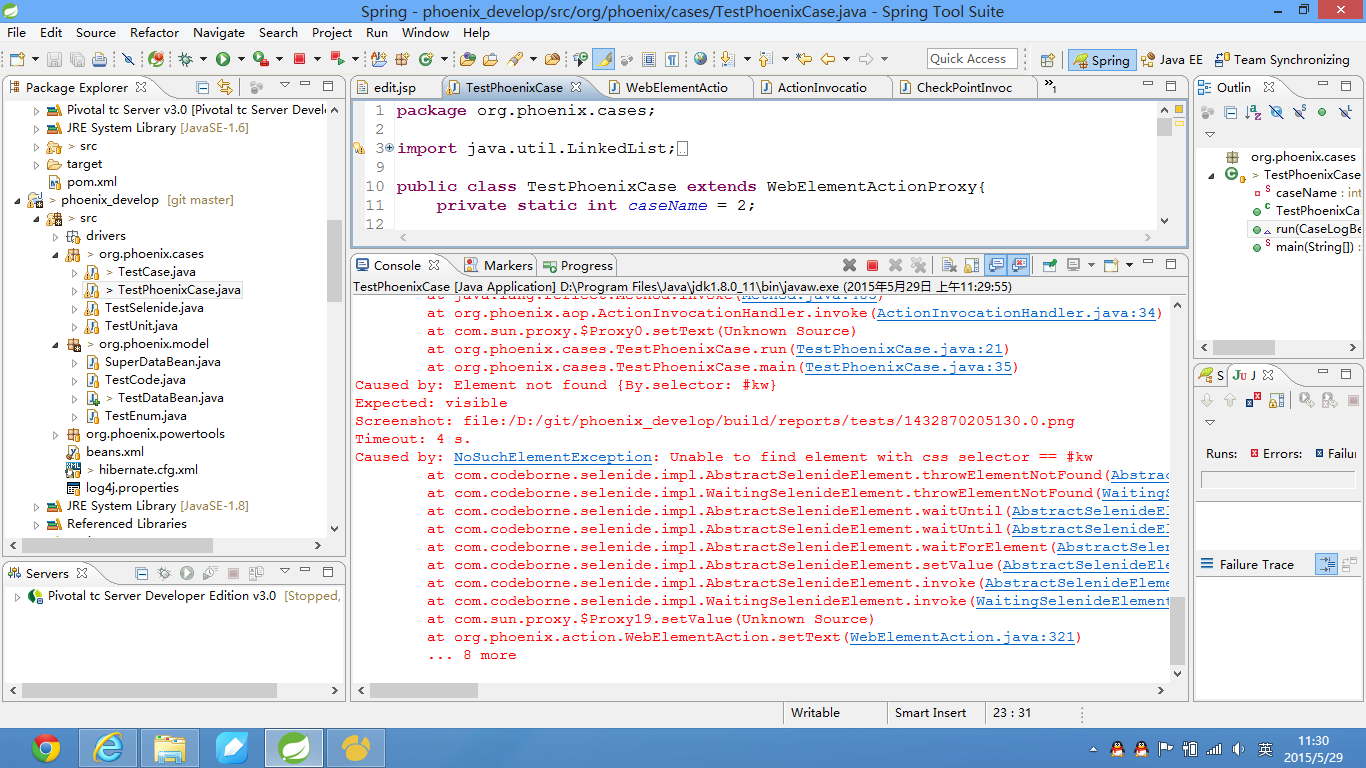 Spring - phoenix_develop/src/org/phoenix/cases/TestPhoenixCase.java - Spring Tool Suite
File Edit Source Refactor Navigate Search Project Run Window Help
Quick Access
Spring
Java EE
Team Synchronizing
Package Explorer
Pivotal tc Server v3.0 [Pivotal tc Server Devel
JRE System Library [JavaSE-1.6]
> src
target
pom.xml
> phoenix_develop [git master]
> src
drivers
> org.phoenix.cases
> TestCase.java
> TestPhoenixCase.java
TestSelenide.java
TestUnit.java
> org.phoenix.model
SuperDataBean.java
TestCode.java
> TestDataBean.java
TestEnum.java
org.phoenix.powertools
beans.xml
> hibernate.cfg.xml
log4j.properties
JRE System Library [JavaSE-1.8]
Referenced Libraries
Servers
Pivotal tc Server Developer Edition v3.0 [Stopped,
edit.jsp
TestPhoenixCase
WebElementActio
ActionInvocatio
CheckPointInvoc
»1
1 package org.phoenix.cases;
2
3 import java.util.LinkedList;
9
10 public class TestPhoenixCase extends WebElementActionProxy{
11 private static int caseName = 2;
12
Console
Markers
Progress
TestPhoenixCase [Java Application] D:\Program Files\Java\jdk1.8.0_11\bin\javaw.exe (2015年5月29日 上午11:29:55)
at java.lang.reflect.Method.invoke(Method.java:483)
at org.phoenix.aop.ActionInvocationHandler.invoke(ActionInvocationHandler.java:34)
at com.sun.proxy.$Proxy0.setText(Unknown Source)
at org.phoenix.cases.TestPhoenixCase.run(TestPhoenixCase.java:21)
at org.phoenix.cases.TestPhoenixCase.main(TestPhoenixCase.java:35)
Caused by: Element not found {By.selector: #kw}
Expected: visible
Screenshot: file:/D:/git/phoenix_develop/build/reports/tests/1432870205130.0.png
Timeout: 4 s.
Caused by: NoSuchElementException: Unable to find element with css selector == #kw
at com.codeborne.selenide.impl.AbstractSelenideElement.throwElementNotFound(Abstrac
at com.codeborne.selenide.impl.WaitingSelenideElement.throwElementNotFound(WaitingS
at com.codeborne.selenide.impl.AbstractSelenideElement.waitUntil(AbstractSelenideEl
at com.codeborne.selenide.impl.AbstractSelenideElement.waitUntil(AbstractSelenideEl
at com.codeborne.selenide.impl.AbstractSelenideElement.waitForElement(AbstractSelen
at com.codeborne.selenide.impl.AbstractSelenideElement.setValue(AbstractSelenideEle
at com.codeborne.selenide.impl.AbstractSelenideElement.invoke(AbstractSelenideEleme
at com.codeborne.selenide.impl.WaitingSelenideElement.invoke(WaitingSelenideElement
at com.sun.proxy.$Proxy19.setValue(Unknown Source)
at org.phoenix.action.WebElementAction.setText(WebElementAction.java:321)
... 8 more
Outlin
org.phoenix.cases
> TestPhoenixCase
caseName : int
TestPhoenixCa
run(CaseLogBe
main(String[]) :
S
JU J
Runs:
Errors:
Failur
Failure Trace
Writable
Smart Insert
23 : 31
英
11:30
2015/5/29